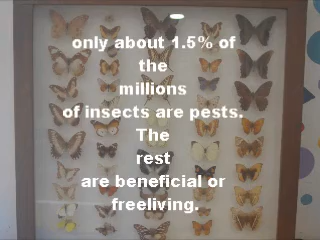 only about 1.5% of
the
millions
of insects are pests.
The
rest
are beneficial or
freeliving.